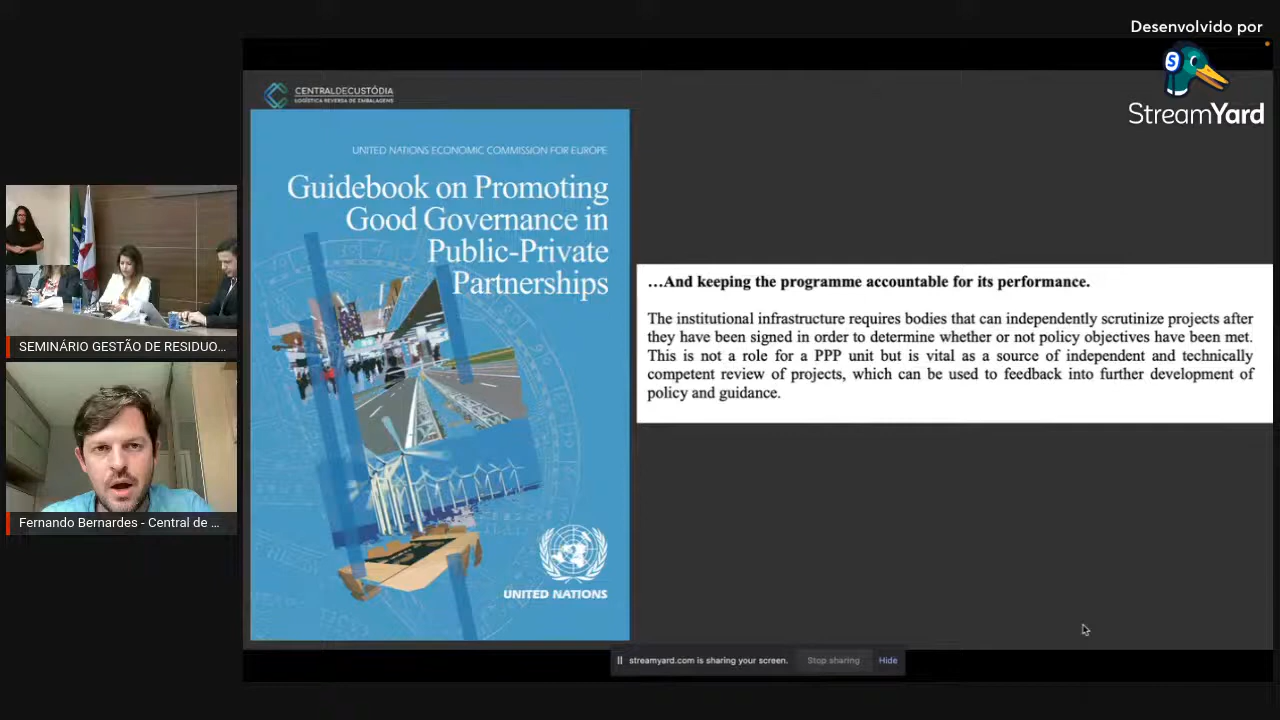 Desenvolvido por
StreamYard
CENTRALDECUSTÓDIA
LOGÍSTICA REVERSA DE EMBALAGENS
UNITED NATIONS ECONOMIC COMMISSION FOR EUROPE
Guidebook on Promoting
Good Governance in
Public-Private
Partnerships
UNITED NATIONS
…And keeping the programme accountable for its performance.
The institutional infrastructure requires bodies that can independently scrutinize projects after
they have been signed in order to determine whether or not policy objectives have been met.
This is not a role for a PPP unit but is vital as a source of independent and technically
competent review of projects, which can be used to feedback into further development of
policy and guidance.
SEMINÁRIO GESTÃO DE RESIDUO...
Fernando Bernardes - Central de ...
streamyard.com is sharing your screen.
Stop sharing
Hide